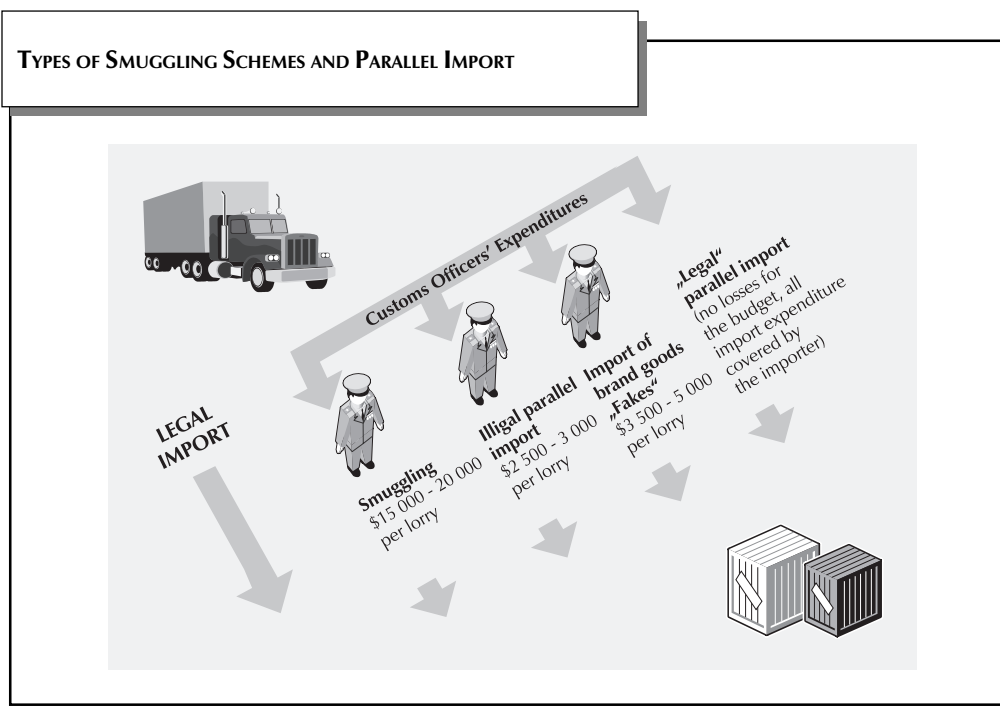 TYPES OF SMUGGLING SCHEMES AND PARALLEL IMPORT
Customs Officers' Expenditures
LEGAL
IMPORT
Smuggling
$15 000 - 20 000
per lorry
Illigal parallel
import
$2 500 - 3 000
per lorry
Import of
brand goods
„Fakes“
$3 500 - 5 000
per lorry
„Legal“
parallel import
(no losses for
the budget, all
import expenditure
covered by
the importer)